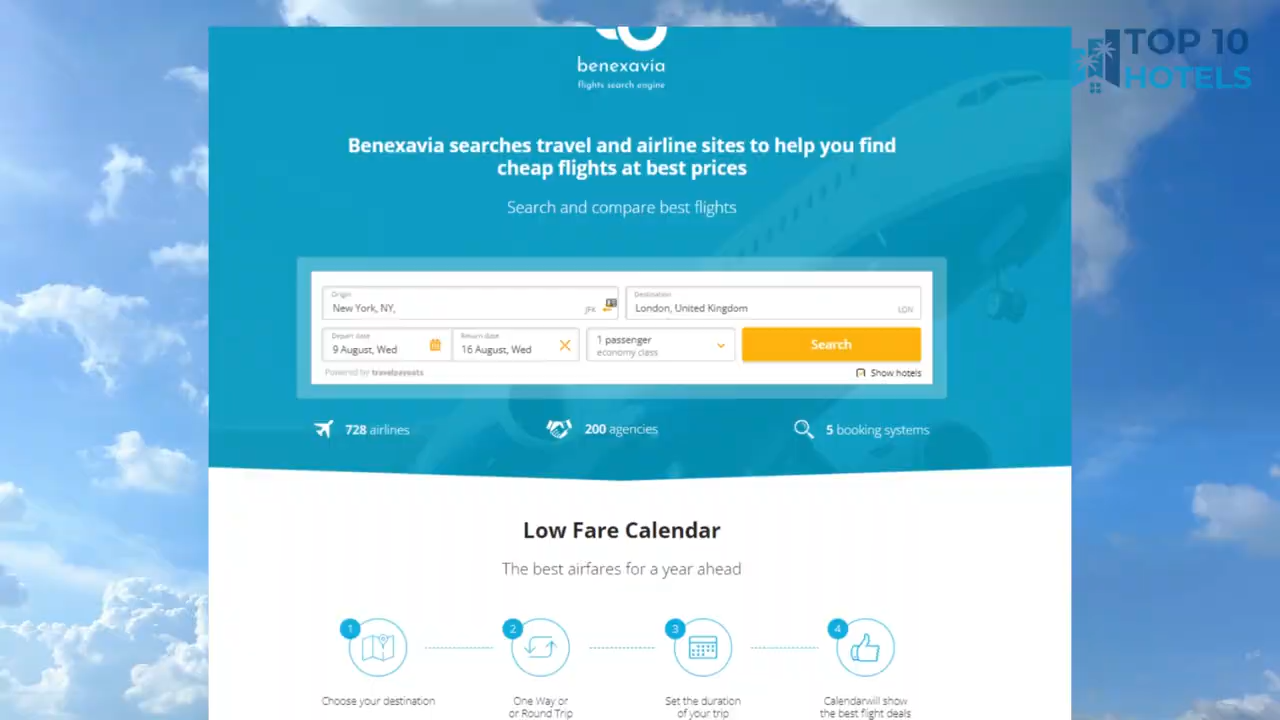 TOP 10
HOTELS
benexavia
flights search engine
Benexavia searches travel and airline sites to help you find
cheap flights at best prices
Search and compare best flights
Origin
New York, NY,
JFK
Destination
London, United Kingdom
LON
Depart date
9 August, Wed
Return date
16 August, Wed
1 passenger
economy class
Search
Powered by travelpayouts
Show hotels
728 airlines
200 agencies
5 booking systems
Low Fare Calendar
The best airfares for a year ahead
1
2
3
4
Choose your destination
One Way or
or Round Trip
Set the duration
of your trip
Calendarwill show
the best flight deals